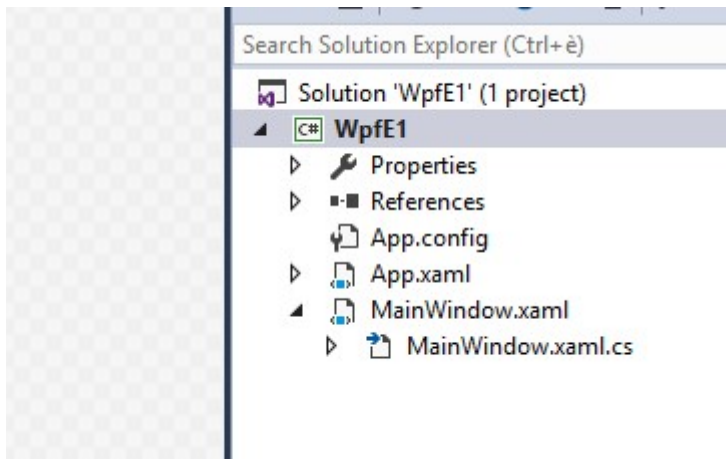 Search Solution Explorer (Ctrl+è)
Solution 'WpfE1' (1 project)
C# WpfE1
Properties
References
App.config
App.xaml
MainWindow.xaml
MainWindow.xaml.cs